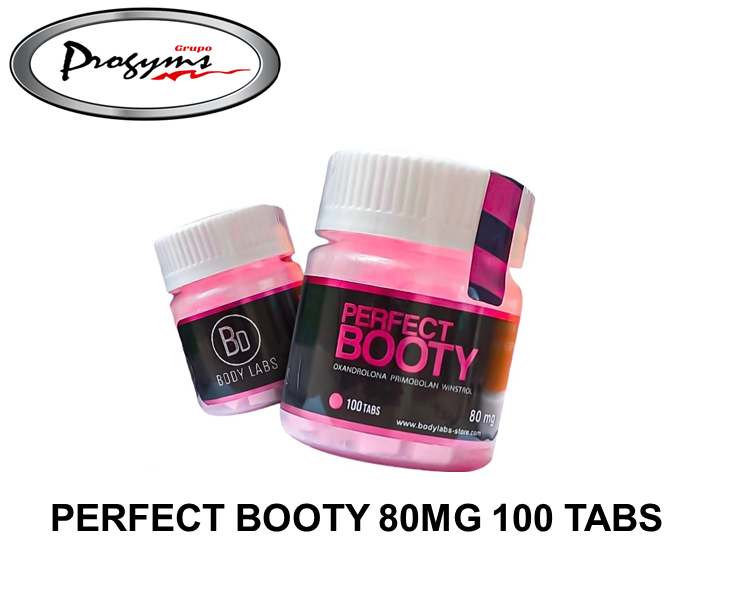 Grupo
Progyms
PERFECT
BOOTY
OXANDROLONA PRIMOBOLAN WINSTROL
100 TABS
80 mg
www.bodylabs-store.com
BD
BODY LABS
PERFECT BOOTY 80MG 100 TABS